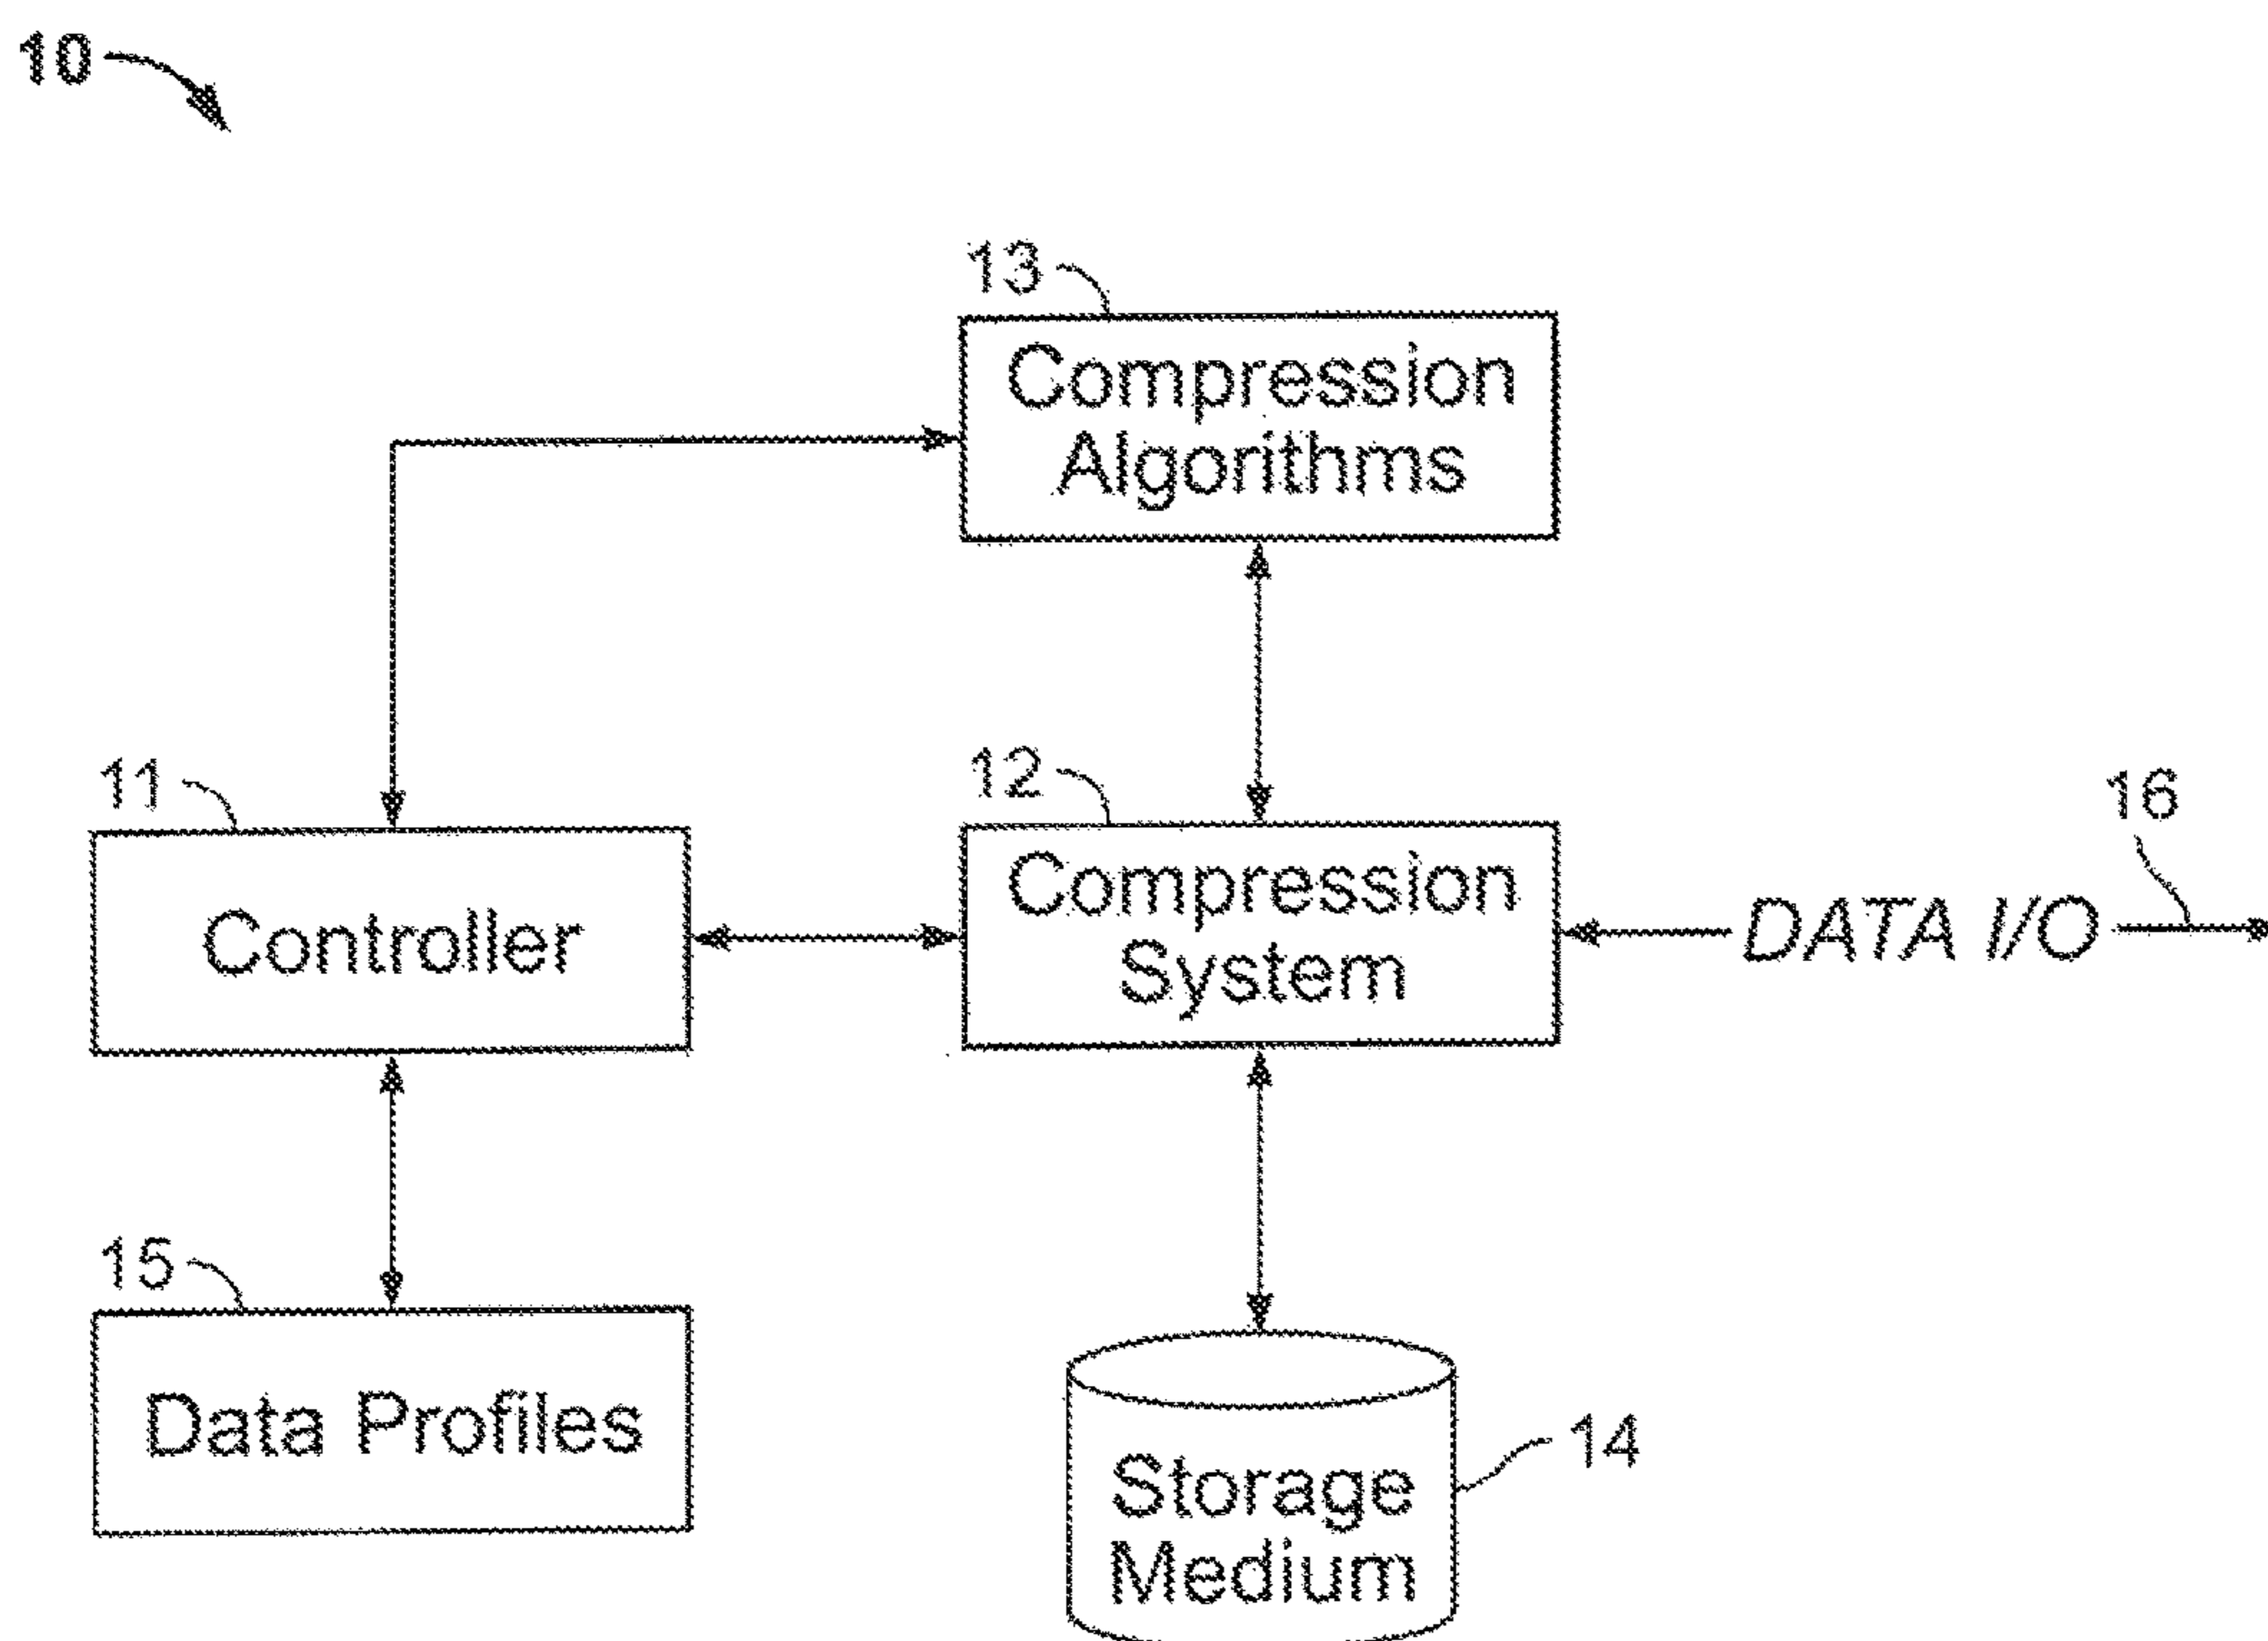 10
13
Compression
Algorithms
11
12
16
Controller
Compression
System
DATA I/O
15
Data Profiles
14
Storage
Medium